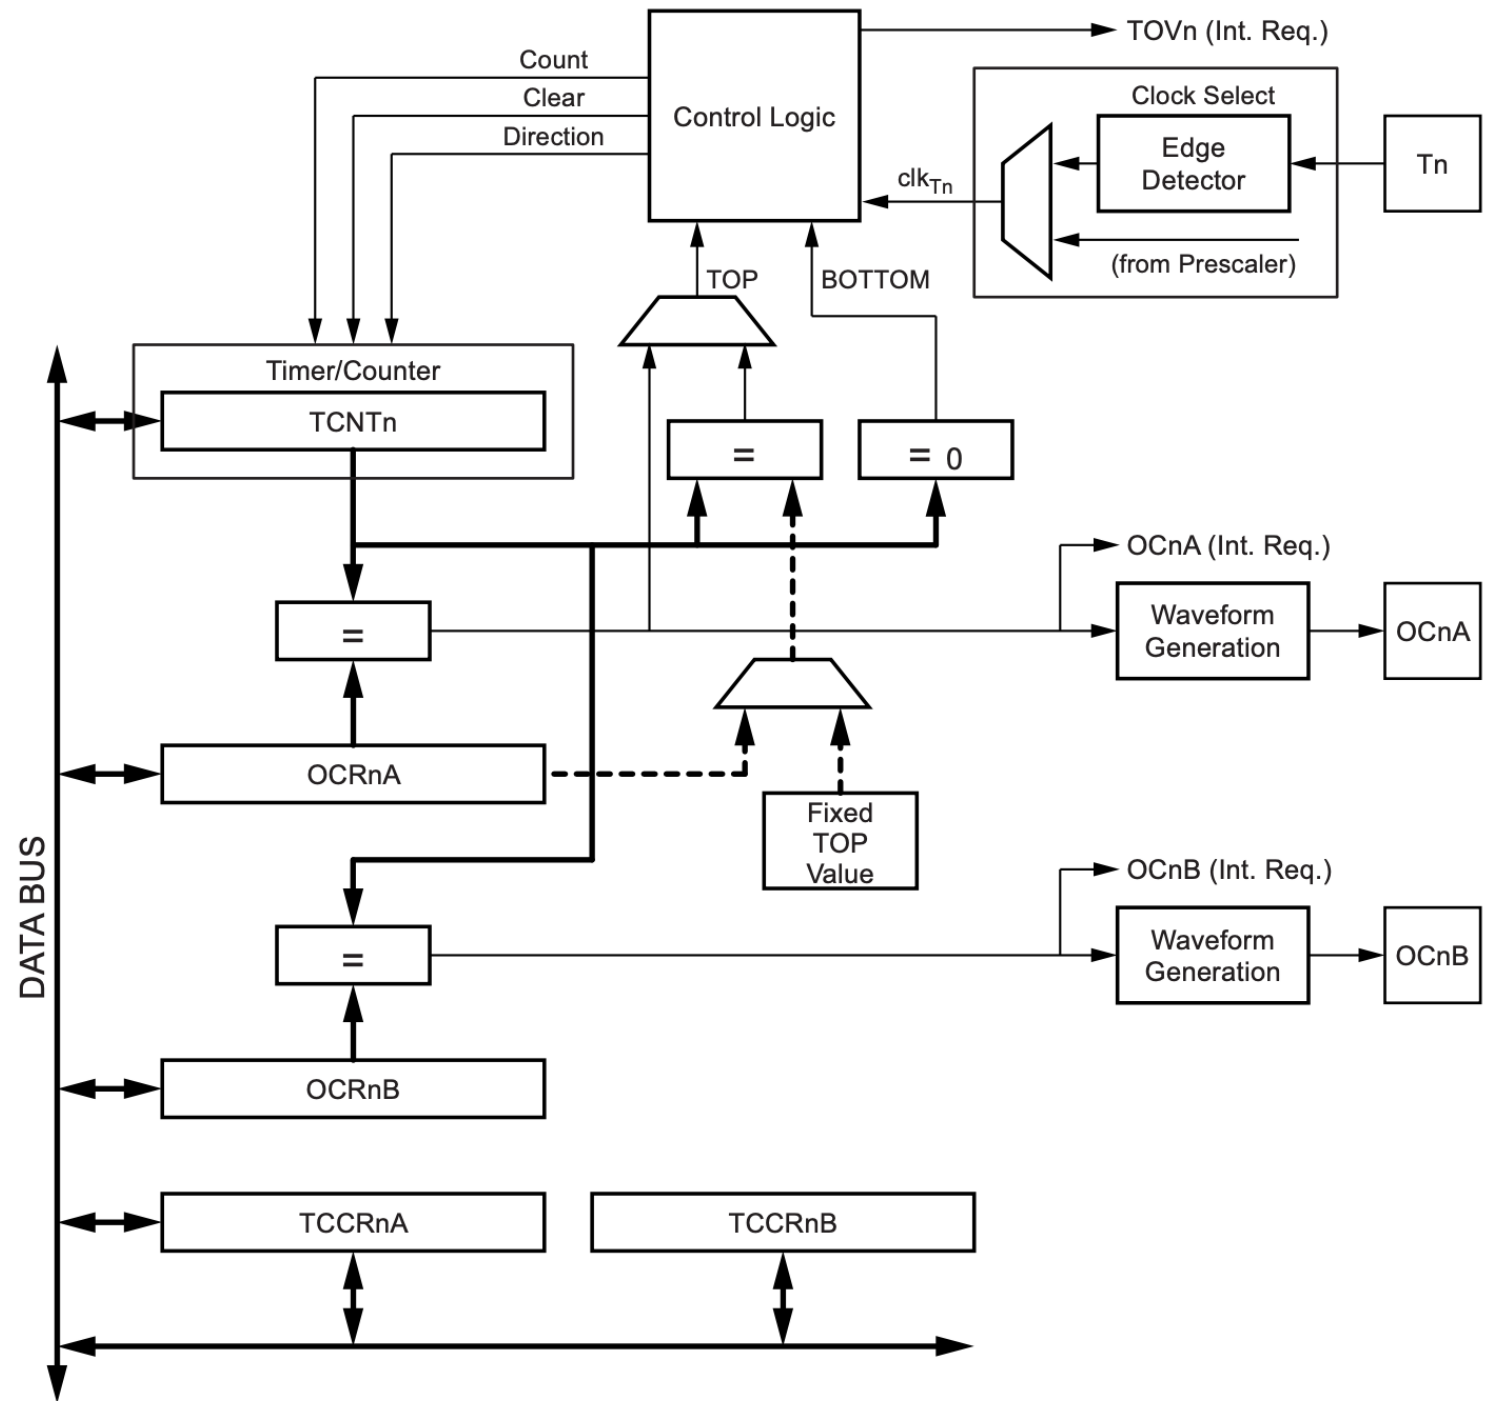 TOVn (Int. Req.)
Count
Clear
Direction
Control Logic
Clock Select
Edge
Detector
Tn
clkTn
(from Prescaler)
TOP
BOTTOM
Timer/Counter
TCNTn
=
= 0
OCnA (Int. Req.)
=
Waveform
Generation
OCnA
OCRnA
Fixed
TOP
Value
DATA BUS
OCnB (Int. Req.)
=
Waveform
Generation
OCnB
OCRnB
TCCRnA
TCCRnB